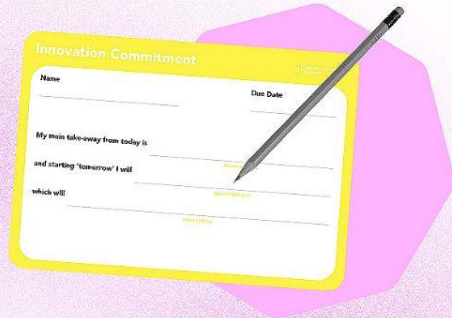 Innovation Commitment
Name
Due Date
My main take-away from today is
and starting 'tomorrow' I will
which will